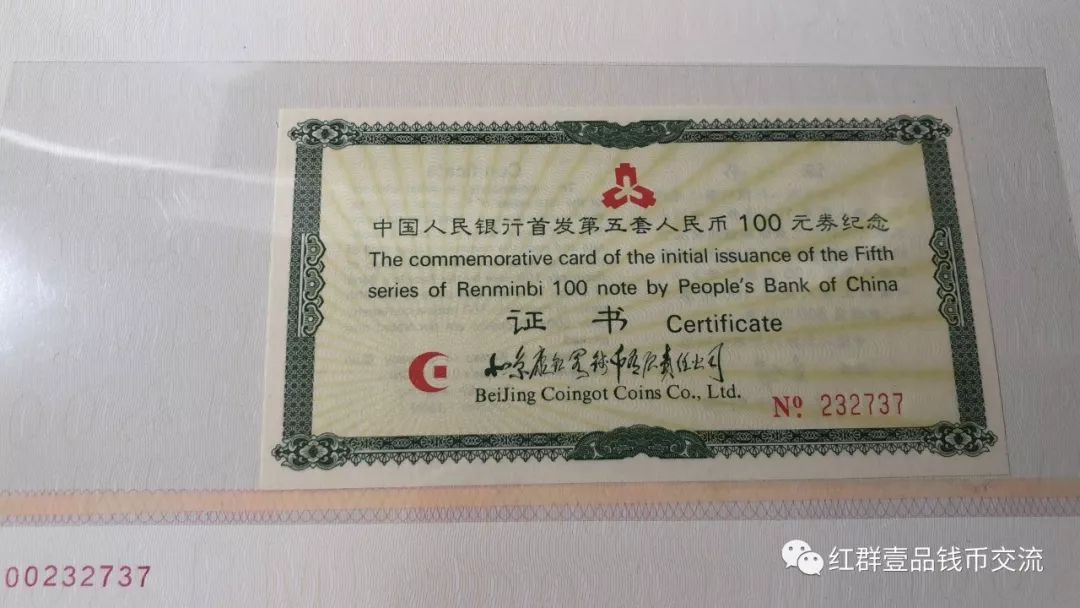 中国人民银行首发第五套人民币100元券纪念
The commemorative card of the initial issuance of the Fifth
series of Renminbi 100 note by People's Bank of China
证 书 Certificate
BeiJing Coingot Coins Co., Ltd.
Nº. 232737
00232737
红群壹品钱币交流